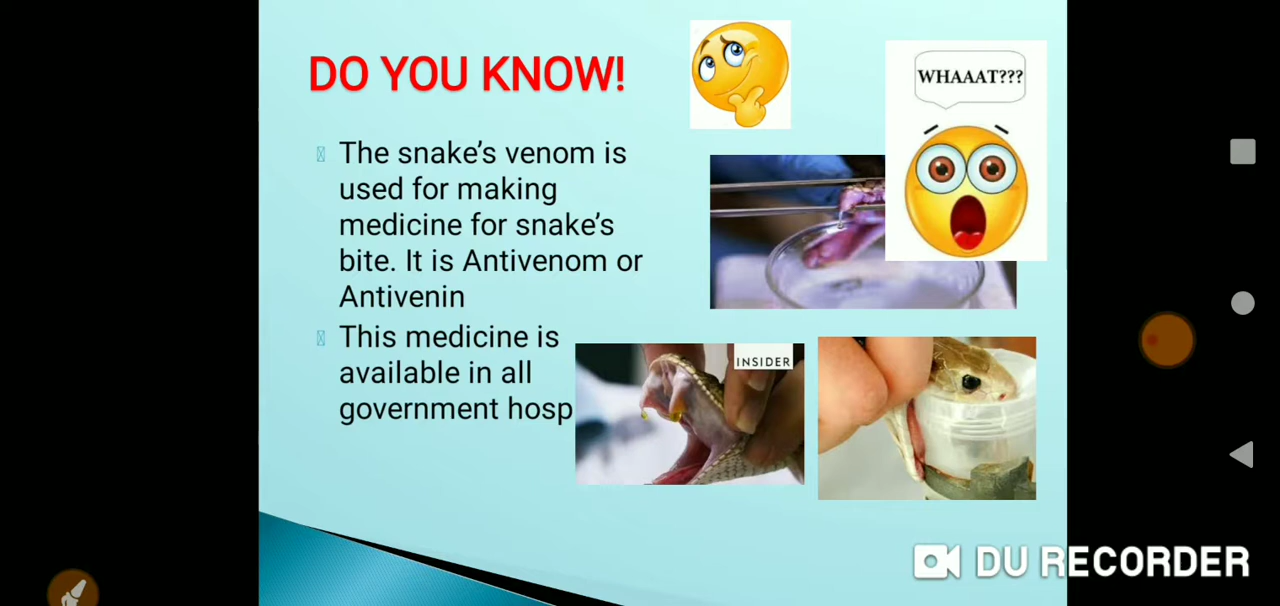 DO YOU KNOW!
WHAAAT???
The snake's venom is
used for making
medicine for snake's
bite. It is Antivenom or
Antivenin
This medicine is
available in all
government hosp
INSIDER
DU RECORDER